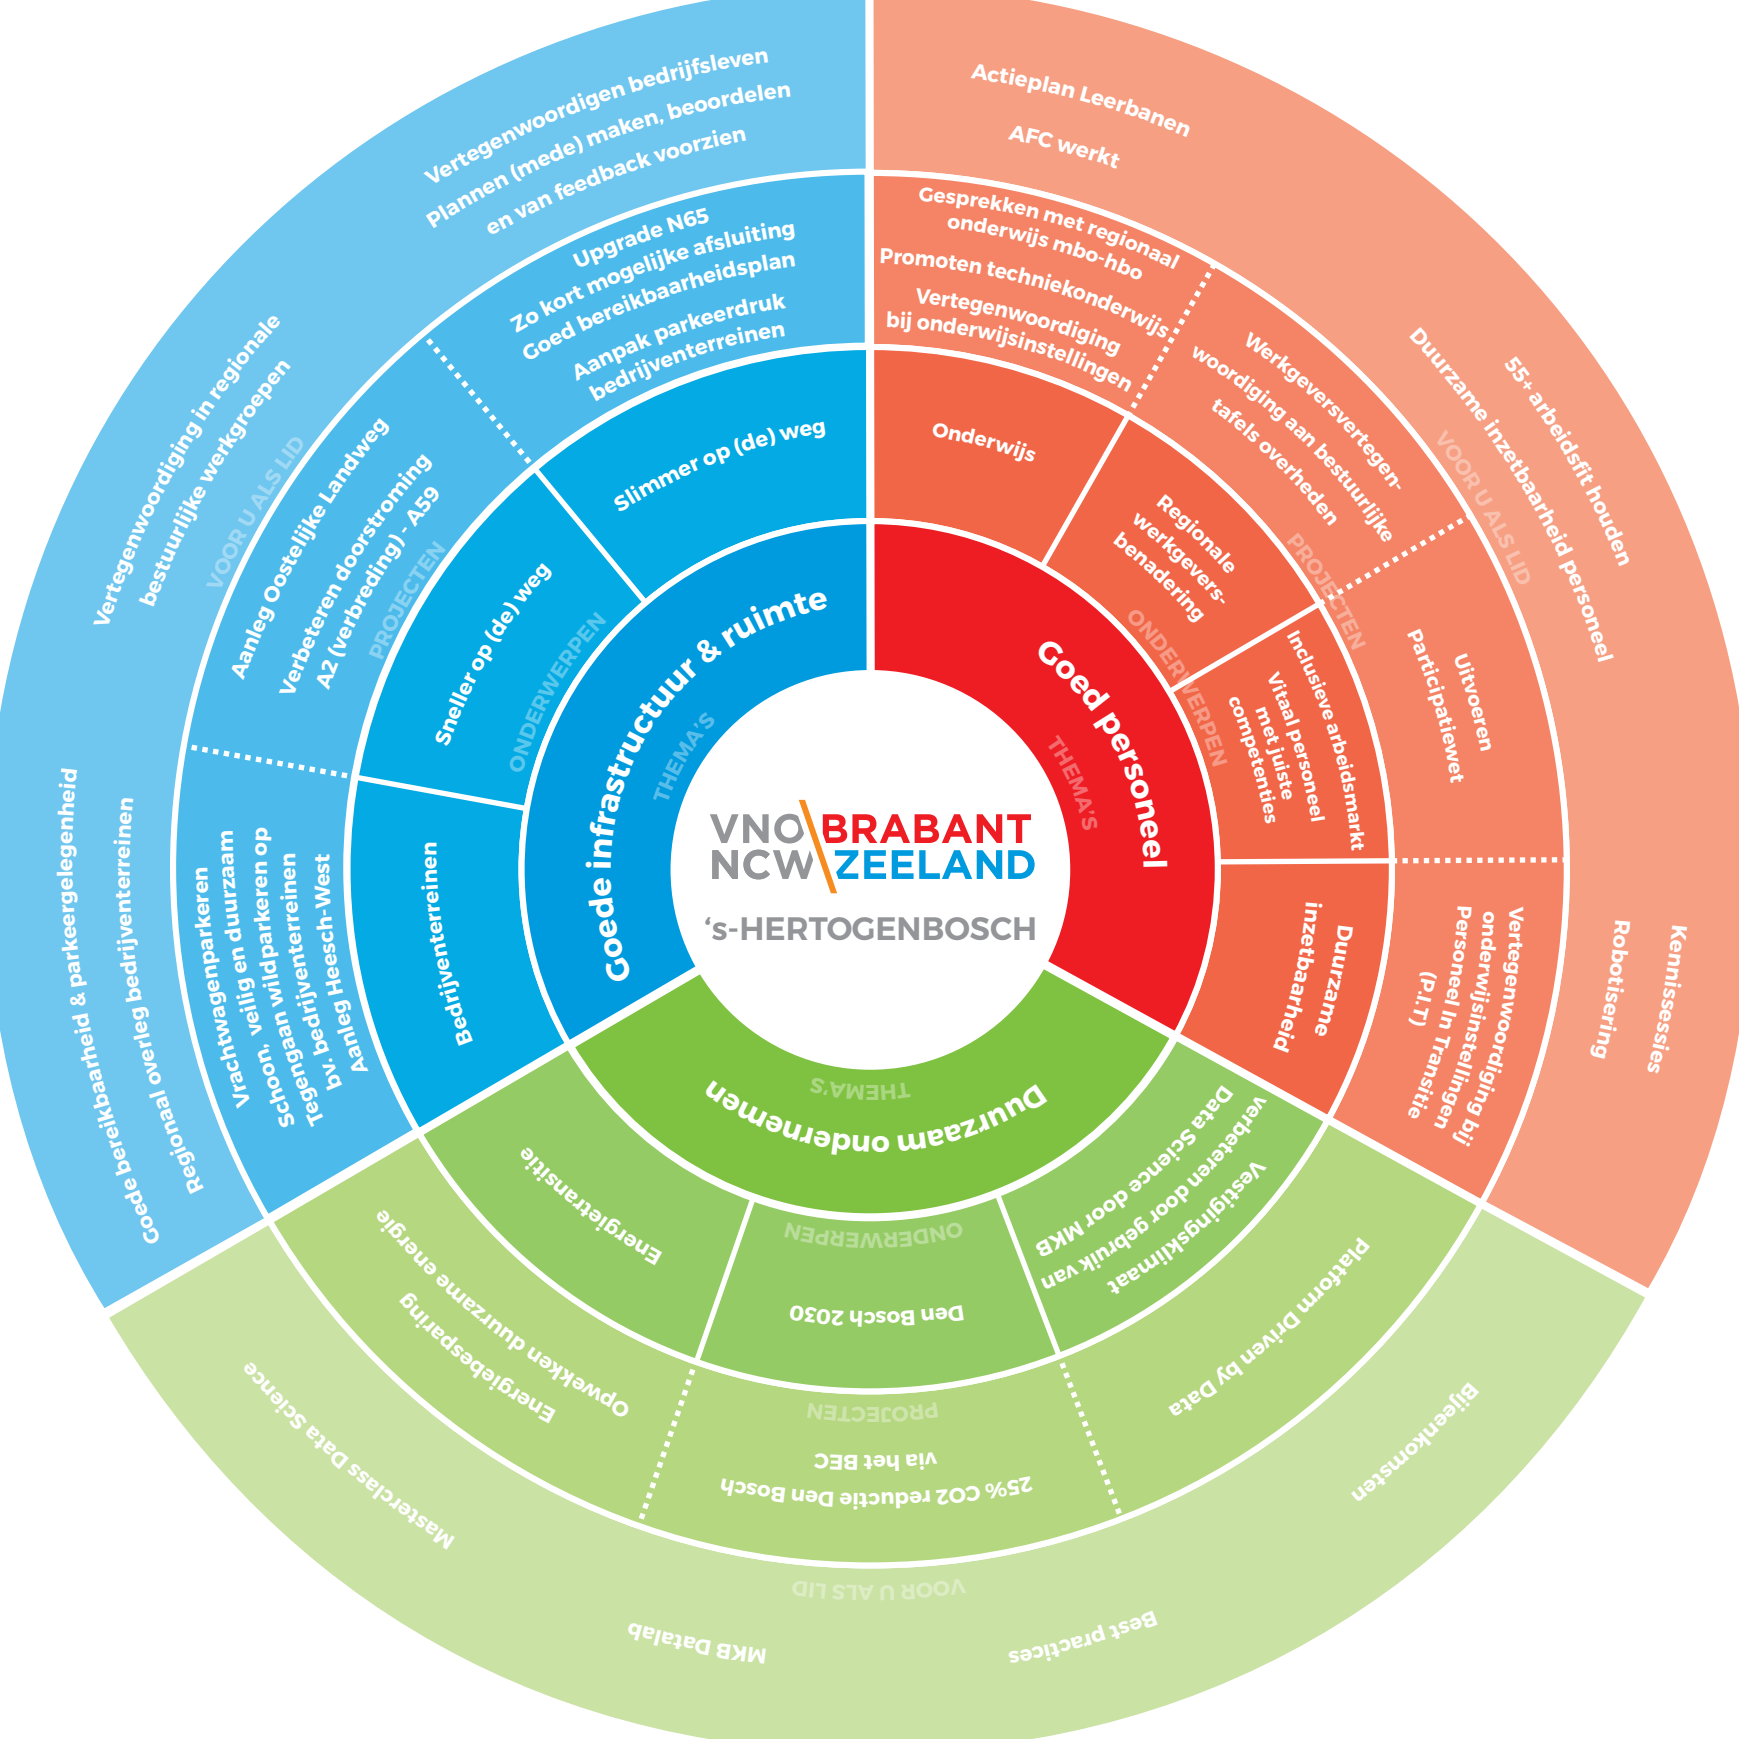 VNO BRABANT
NCW ZEELAND
‘s-HERTOGENBOSCH
THEMA’S
Goed personeel
ONDERWERPEN
Onderwijs
Regionale
werkgevers-
benadering
Inclusieve arbeidsmarkt
Vitaal personeel
met juiste
competenties
Duurzame
inzetbaarheid
PROJECTEN
Gesprekken met regionaal
onderwijs mbo-hbo
Promoten techniekonderwijs
Vertegenwoordiging
bij onderwijsinstellingen
Werkgeversvertegen-
woordiging aan bestuurlijke
tafels overheden
Uitvoeren
Participatiewet
Vertegenwoordiging bij
onderwijsinstellingen
Personeel In Transitie
(P.I.T)
VOOR U ALS LID
Actieplan Leerbanen
AFC werkt
55+ arbeidsfit houden
Duurzame inzetbaarheid personeel
Kennissessies
Robotisering
THEMA’S
Duurzaam ondernemen
ONDERWERPEN
Vestigingsklimaat
verbeteren door gebruik van
Data Science door MKB
Den Bosch 2030
Energietransitie
PROJECTEN
Platform Driven by Data
25% CO2 reductie Den Bosch
via het BEC
Energiebesparing
Opwekken duurzame energie
VOOR U ALS LID
Bijeenkomsten
Best practices
MKB Datalab
Masterclass Data Science
THEMA’S
Goede infrastructuur & ruimte
ONDERWERPEN
Bedrijventerreinen
Sneller op (de) weg
Slimmer op (de) weg
PROJECTEN
Vrachtwagenparkeren
Schoon, veilig en duurzaam
Tegengaan wildparkeren op
bv. bedrijventerreinen
Aanleg Heesch-West
Aanleg Oostelijke Landweg
Verbeteren doorstroming
A2 (verbreding) - A59
Upgrade N65
Zo kort mogelijke afsluiting
Goed bereikbaarheidsplan
Aanpak parkeerdruk
bedrijventerreinen
VOOR U ALS LID
Goede bereikbaarheid & parkeergelegenheid
Regionaal overleg bedrijventerreinen
Vertegenwoordiging in regionale
bestuurlijke werkgroepen
Vertegenwoordigen bedrijfsleven
Plannen (mede) maken, beoordelen
en van feedback voorzien